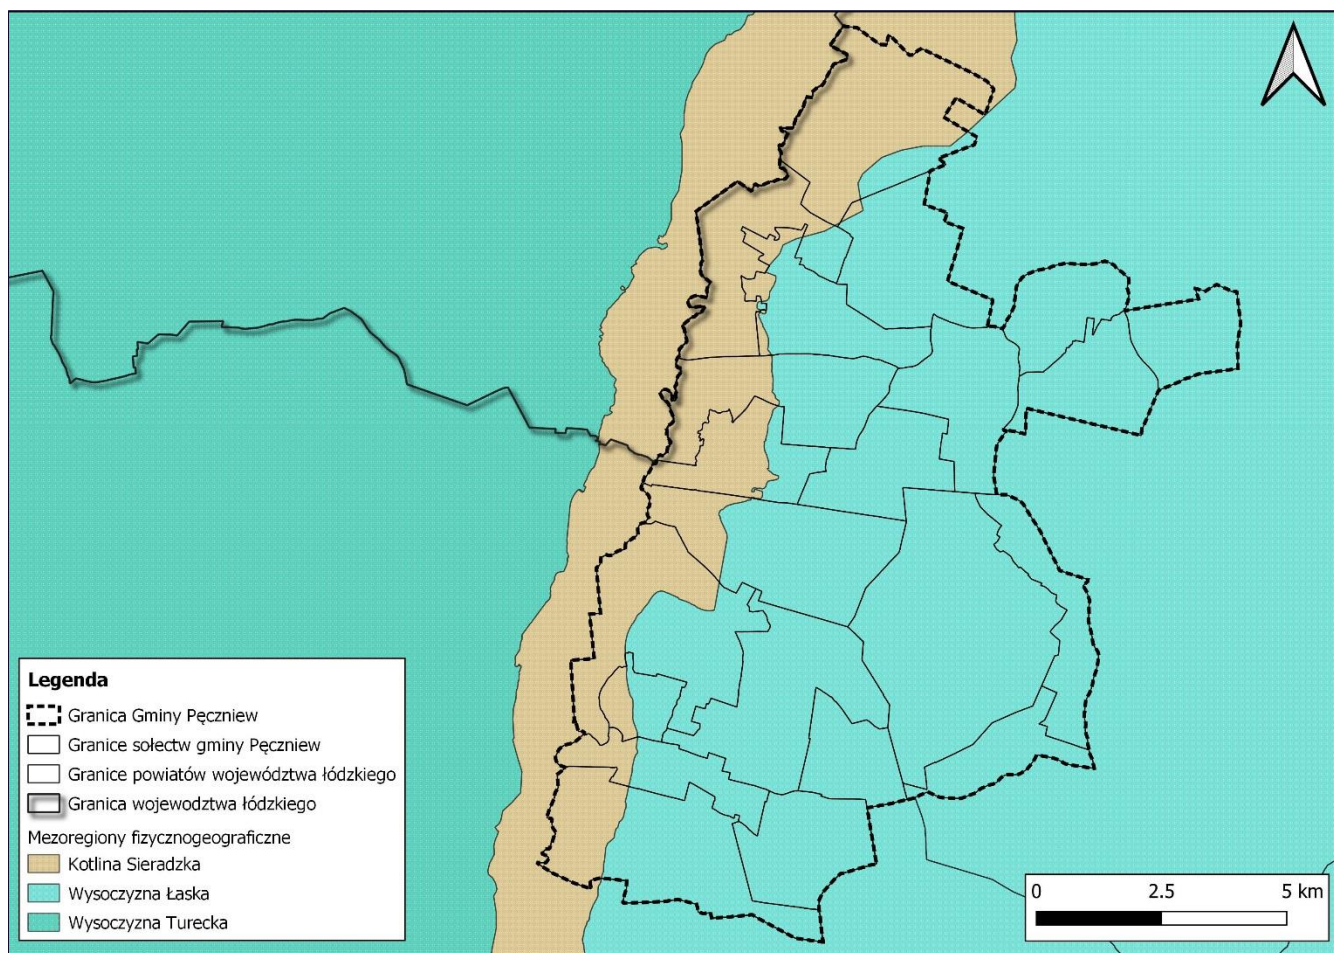 Legenda
Granica Gminy Pęczniew
Granice sołectw gminy Pęczniew
Granice powiatów województwa łódzkiego
Granica wojewodztwa łódzkiego
Mezoregiony fizycznogeograficzne
Kotlina Sieradzka
Wysoczyzna Łaska
Wysoczyzna Turecka
0 2.5 5 km